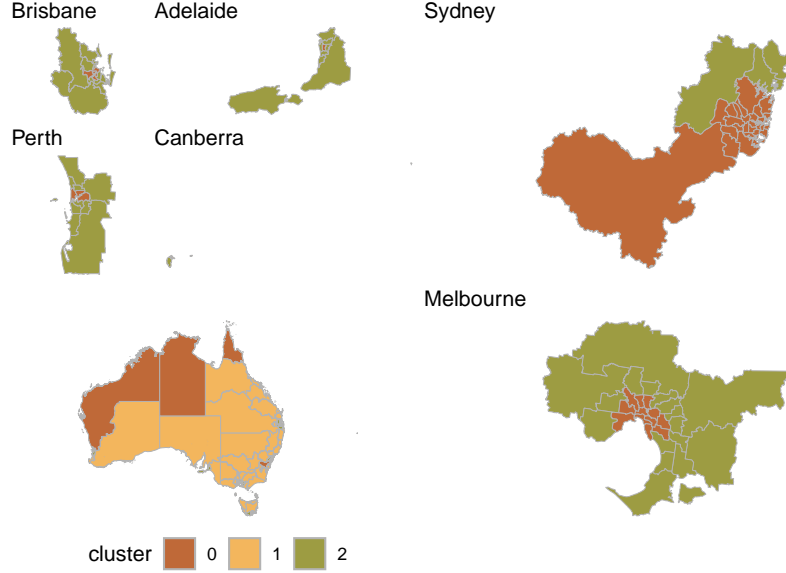 Brisbane
Adelaide
Sydney
Perth
Canberra
Melbourne
cluster 0 1 2